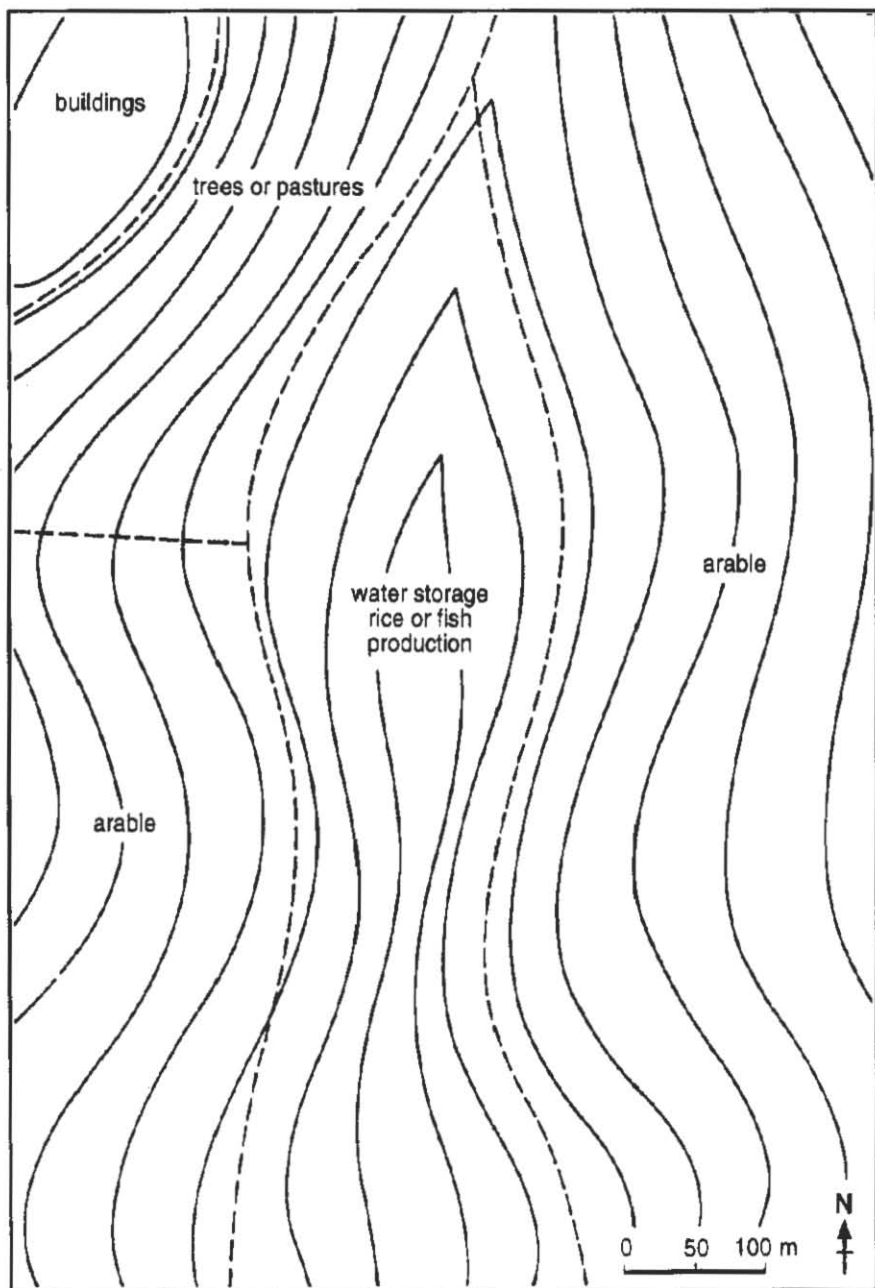 buildings
trees or pastures
water storage
rice or fish
production
arable
arable
N
0 50 100 m